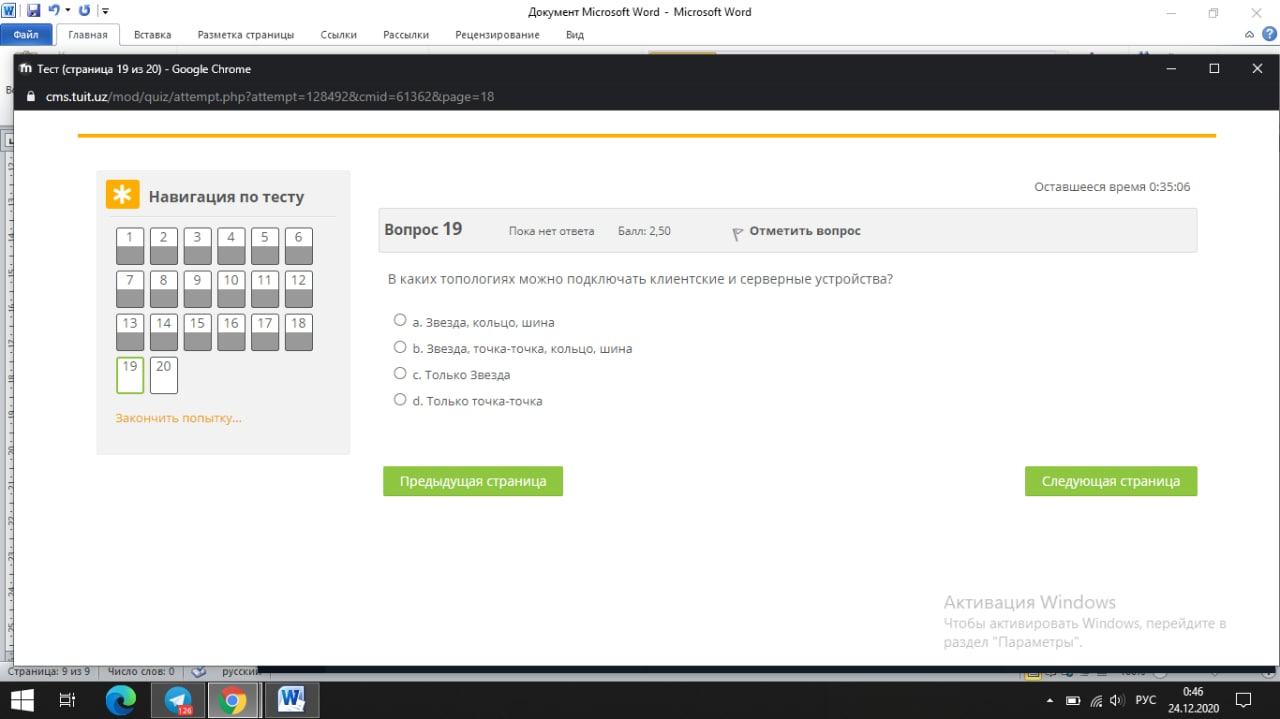 Документ Microsoft Word - Microsoft Word
Файл Главная Вставка Разметка страницы Ссылки Рассылки Рецензирование Вид
Тест (страница 19 из 20) - Google Chrome
cms.tuit.uz/mod/quiz/attempt.php?attempt=128492&cmid=61362&page=18
Навигация по тесту
1 2 3 4 5 6
7 8 9 10 11 12
13 14 15 16 17 18
19 20
Закончить попытку...
Оставшееся время 0:35:06
Вопрос 19 Пока нет ответа Балл: 2,50 Отметить вопрос
В каких топологиях можно подключать клиентские и серверные устройства?
a. Звезда, кольцо, шина
b. Звезда, точка-точка, кольцо, шина
c. Только Звезда
d. Только точка-точка
Предыдущая страница Следующая страница
Активация Windows
Чтобы активировать Windows, перейдите в
раздел "Параметры".
Страница: 9 из 9 Число слов: 0 русский
126
РУС
0:46
24.12.2020